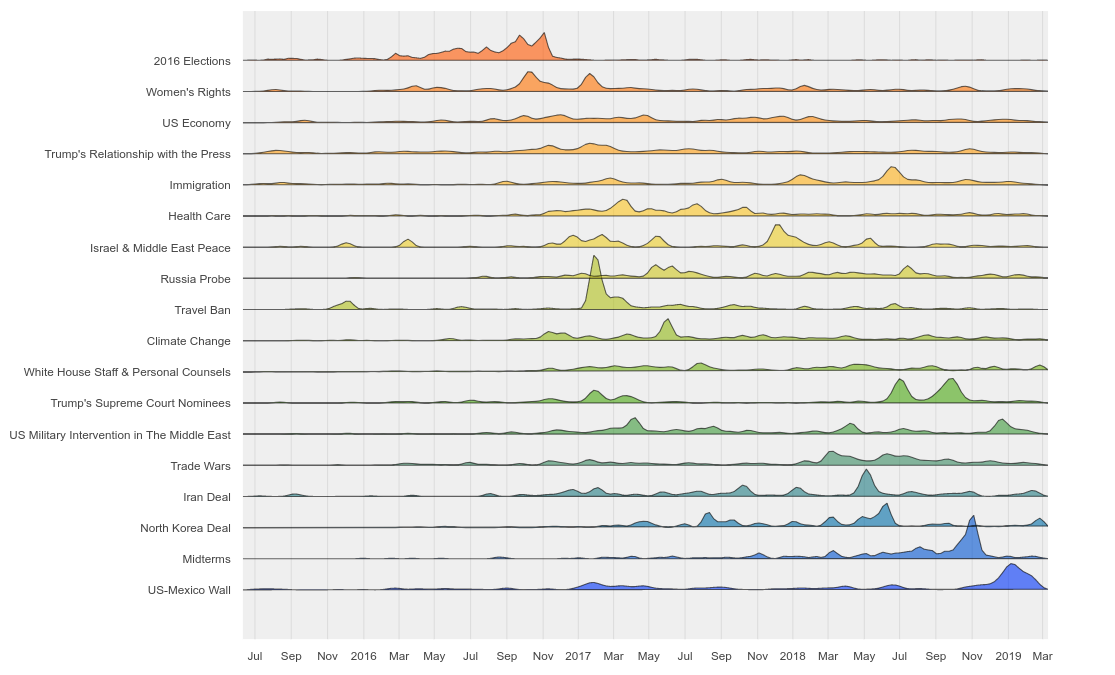 2016 Elections
Women's Rights
US Economy
Trump's Relationship with the Press
Immigration
Health Care
Israel & Middle East Peace
Russia Probe
Travel Ban
Climate Change
White House Staff & Personal Counsels
Trump's Supreme Court Nominees
US Military Intervention in The Middle East
Trade Wars
Iran Deal
North Korea Deal
Midterms
US-Mexico Wall
Jul Sep Nov 2016 Mar May Jul Sep Nov 2017 Mar May Jul Sep Nov 2018 Mar May Jul Sep Nov 2019 Mar